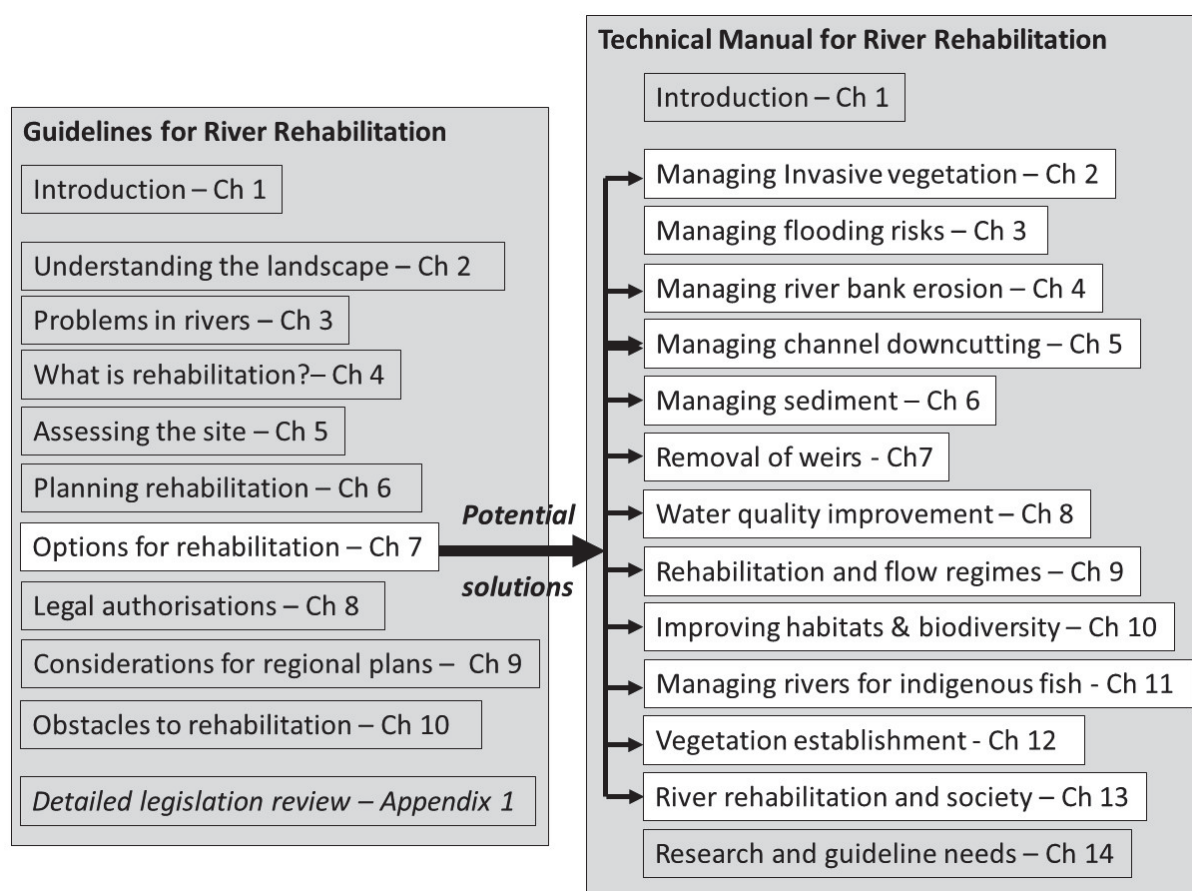 Guidelines for River Rehabilitation
Introduction – Ch 1
Understanding the landscape – Ch 2
Problems in rivers – Ch 3
What is rehabilitation?– Ch 4
Assessing the site – Ch 5
Planning rehabilitation – Ch 6
Options for rehabilitation – Ch 7
Legal authorisations – Ch 8
Considerations for regional plans – Ch 9
Obstacles to rehabilitation – Ch 10
Detailed legislation review – Appendix 1
Potential
solutions
Technical Manual for River Rehabilitation
Introduction – Ch 1
Managing Invasive vegetation – Ch 2
Managing flooding risks – Ch 3
Managing river bank erosion – Ch 4
Managing channel downcutting – Ch 5
Managing sediment – Ch 6
Removal of weirs - Ch7
Water quality improvement – Ch 8
Rehabilitation and flow regimes – Ch 9
Improving habitats & biodiversity – Ch 10
Managing rivers for indigenous fish - Ch 11
Vegetation establishment - Ch 12
River rehabilitation and society – Ch 13
Research and guideline needs – Ch 14